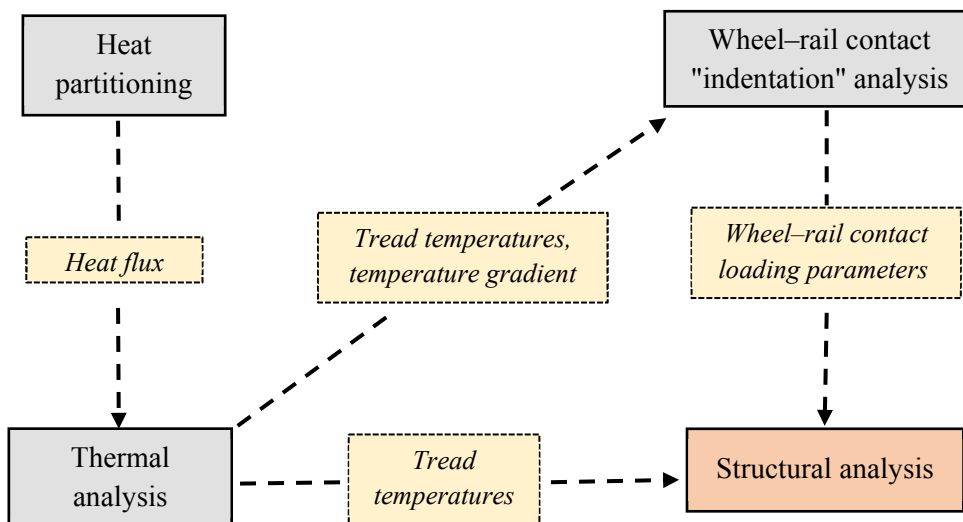 Heat
partitioning
Wheel–rail contact
"indentation" analysis
Heat flux
Tread temperatures,
temperature gradient
Wheel–rail contact
loading parameters
Thermal
analysis
Tread
temperatures
Structural analysis